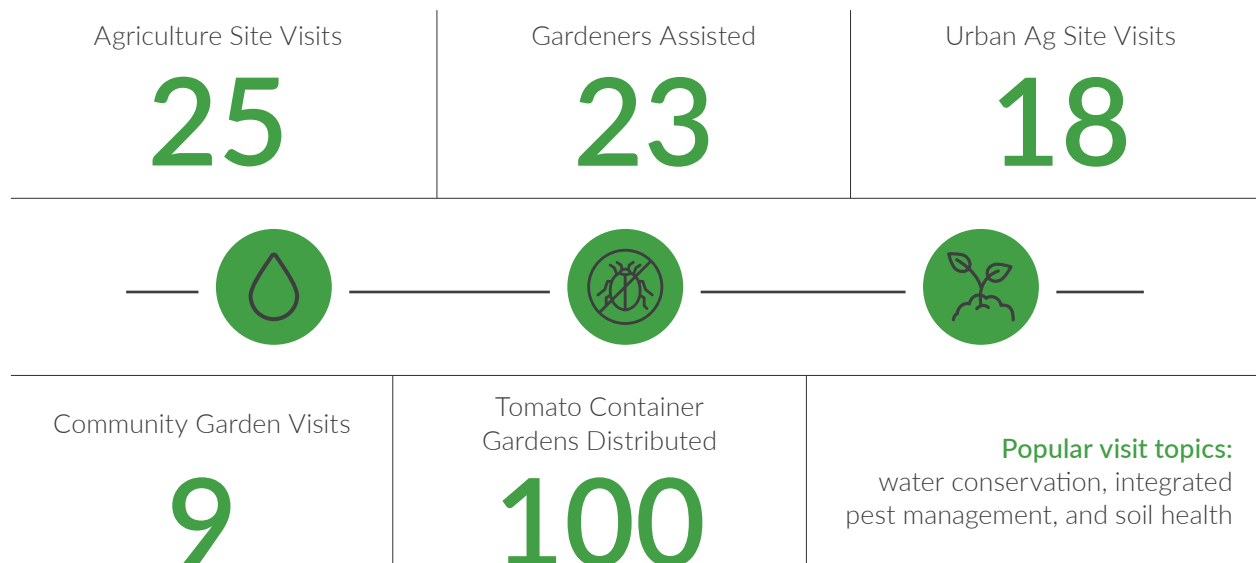 Agriculture Site Visits
25
Gardeners Assisted
23
Urban Ag Site Visits
18
Community Garden Visits
9
Tomato Container
Gardens Distributed
100
Popular visit topics:
water conservation, integrated
pest management, and soil health